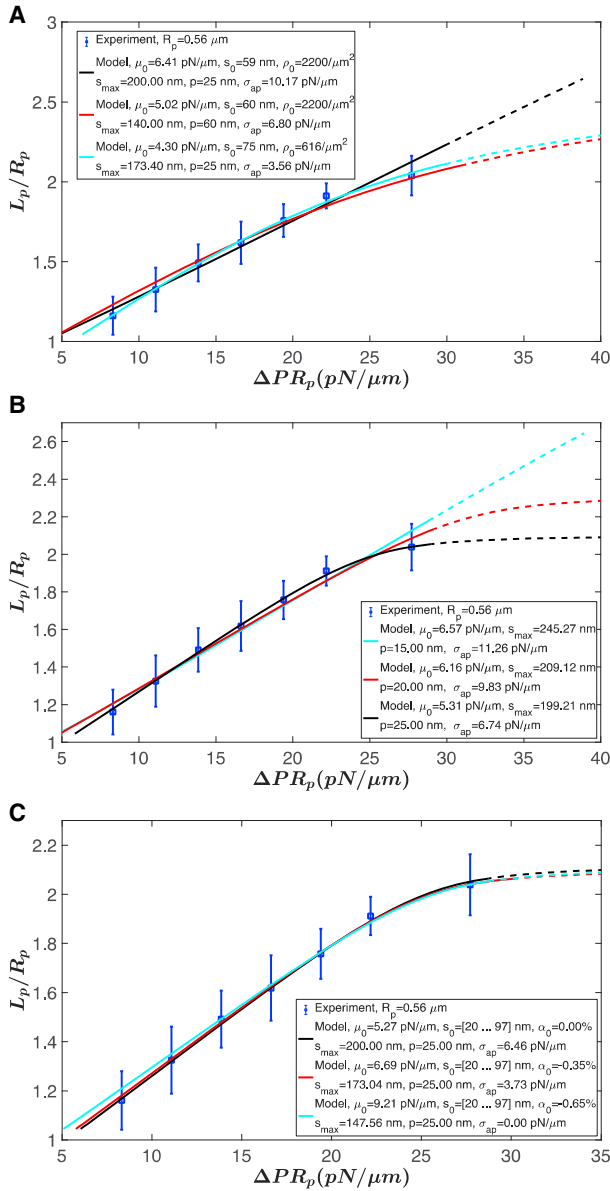 A
3
2.5
2
1.5
1
L_p/R_p
Experiment, R_p=0.56 μm
Model, μ_0=6.41 pN/μm, s_0=59 nm, ρ_0=2200/μm^2
s_max=200.00 nm, p=25 nm, σ_ap=10.17 pN/μm
Model, μ_0=5.02 pN/μm, s_0=60 nm, ρ_0=2200/μm^2
s_max=140.00 nm, p=60 nm, σ_ap=6.80 pN/μm
Model, μ_0=4.30 pN/μm, s_0=75 nm, ρ_0=616/μm^2
s_max=173.40 nm, p=25 nm, σ_ap=3.56 pN/μm
5 10 15 20 25 30 35 40
ΔPR_p(pN/μm)
B
2.6
2.4
2.2
2
1.8
1.6
1.4
1.2
1
L_p/R_p
Experiment, R_p=0.56 μm
Model, μ_0=6.57 pN/μm, s_max=245.27 nm
p=15.00 nm, σ_ap=11.26 pN/μm
Model, μ_0=6.16 pN/μm, s_max=209.12 nm
p=20.00 nm, σ_ap=9.83 pN/μm
Model, μ_0=5.31 pN/μm, s_max=199.21 nm
p=25.00 nm, σ_ap=6.74 pN/μm
5 10 15 20 25 30 35 40
ΔPR_p(pN/μm)
C
2.2
2
1.8
1.6
1.4
1.2
1
L_p/R_p
Experiment, R_p=0.56 μm
Model, μ_0=5.27 pN/μm, s_0=[20 ... 97] nm, α_0=0.00%
s_max=200.00 nm, p=25.00 nm, σ_ap=6.46 pN/μm
Model, μ_0=6.69 pN/μm, s_0=[20 ... 97] nm, α_0=-0.35%
s_max=173.04 nm, p=25.00 nm, σ_ap=3.73 pN/μm
Model, μ_0=9.21 pN/μm, s_0=[20 ... 97] nm, α_0=-0.65%
s_max=147.56 nm, p=25.00 nm, σ_ap=0.00 pN/μm
5 10 15 20 25 30 35
ΔPR_p(pN/μm)